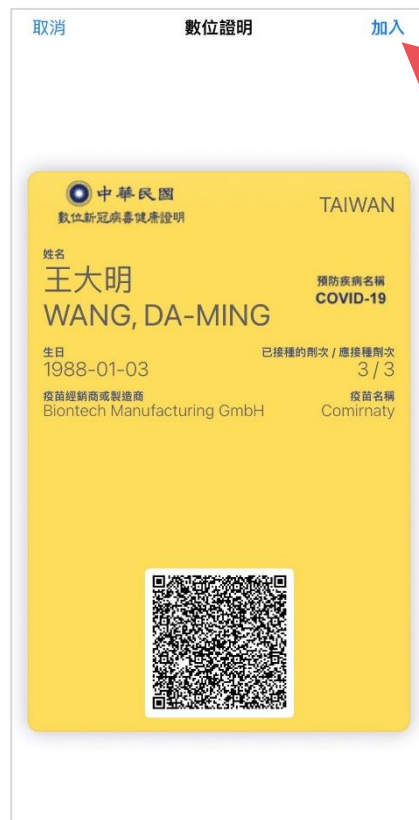 取消 數位證明 加入
中華民國
數位新冠病毒健康證明
TAIWAN
姓名
王大明
WANG, DA-MING
預防疾病名稱
COVID-19
生日
1988-01-03
已接種的劑次 / 應接種劑次
3 / 3
疫苗經銷商或製造商
Biontech Manufacturing GmbH
疫苗名稱
Comirnaty